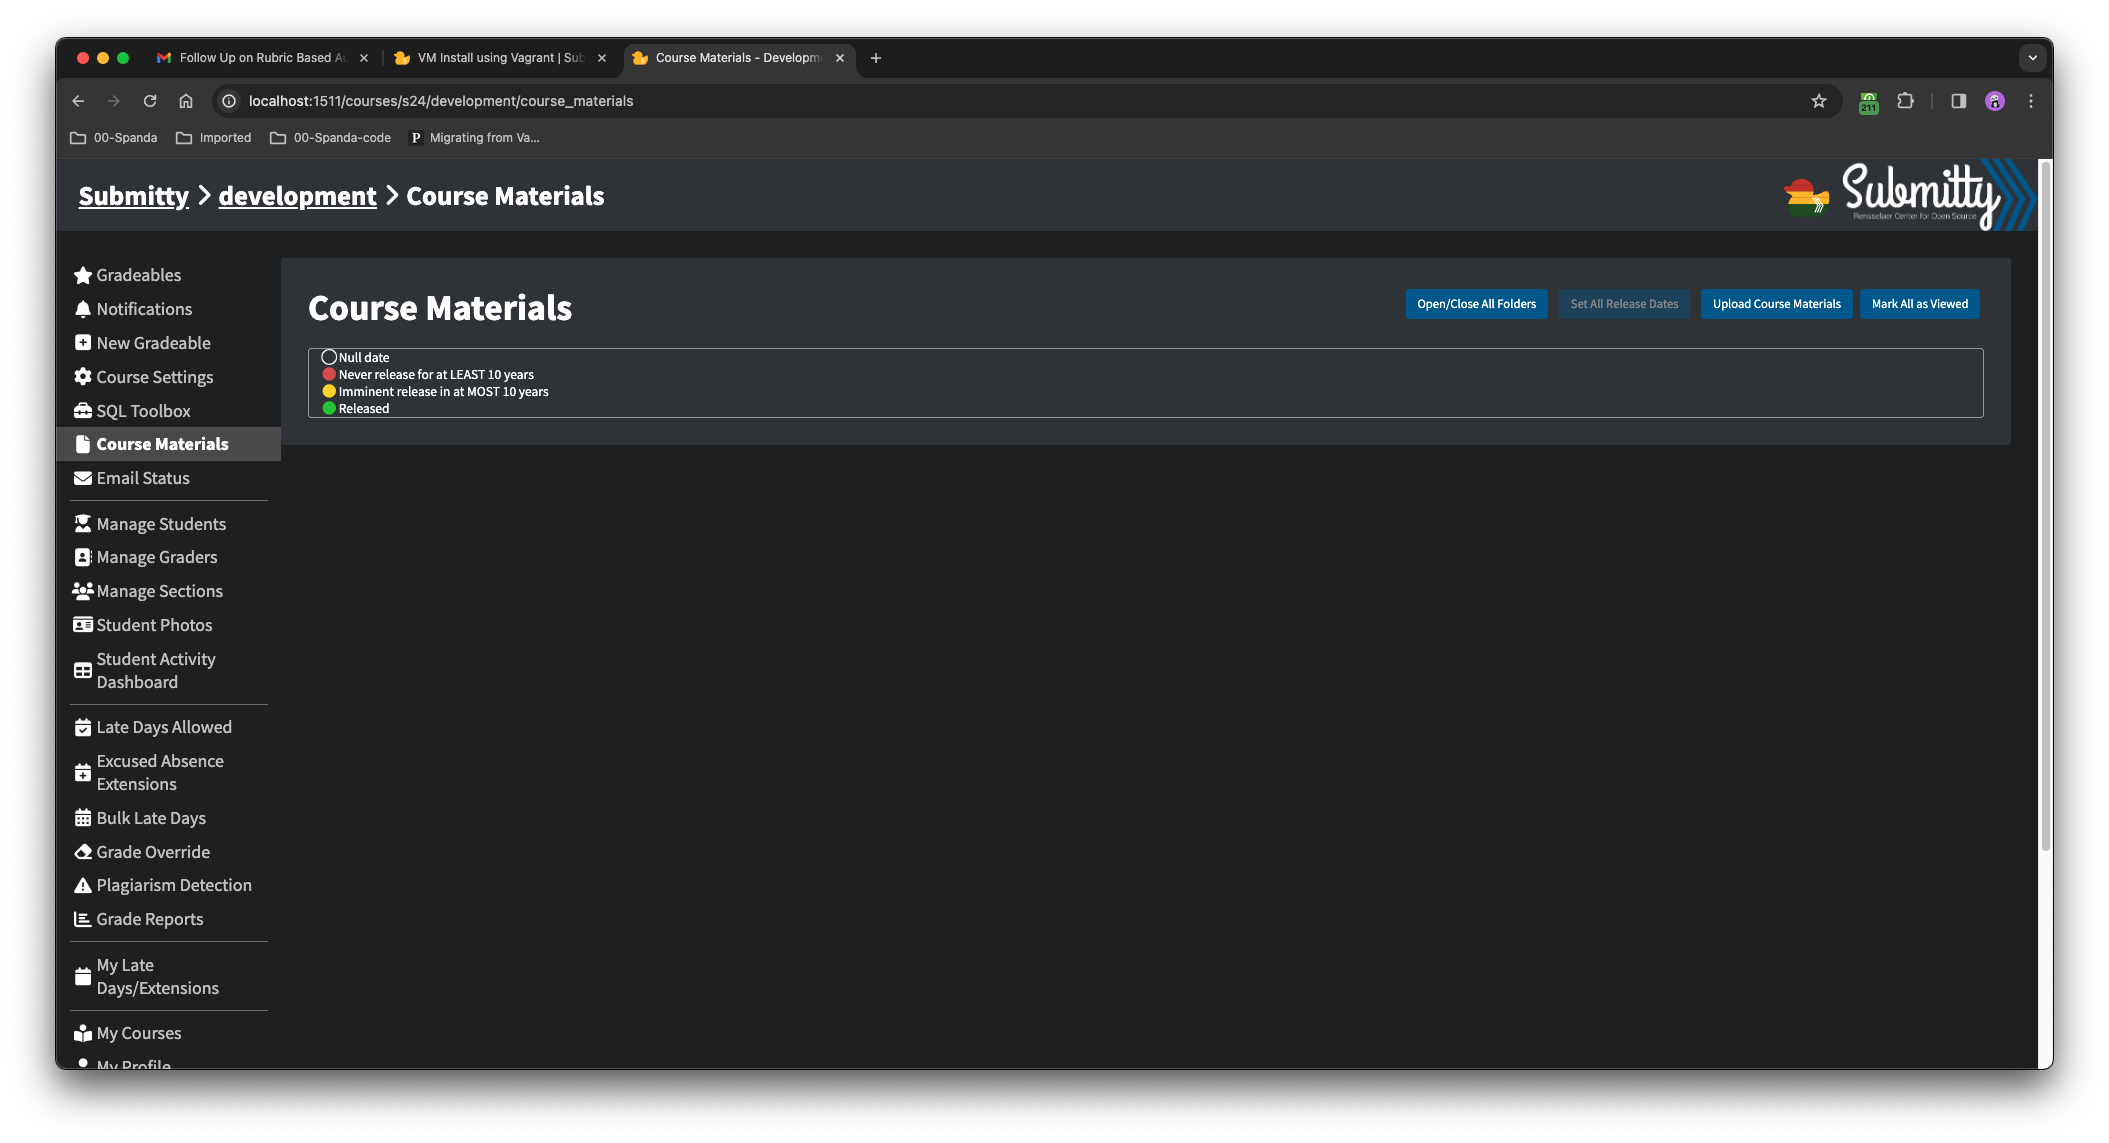 Follow Up on Rubric Based A
VM Install using Vagrant | Sub
Course Materials - Developm
localhost:1511/courses/s24/development/course_materials
211
00-Spanda
Imported
00-Spanda-code
P Migrating from Va...
Submitty > development > Course Materials
Submitty
Rensselaer Center for Open Source
Gradeables
Notifications
New Gradeable
Course Settings
SQL Toolbox
Course Materials
Email Status
Manage Students
Manage Graders
Manage Sections
Student Photos
Student Activity
Dashboard
Late Days Allowed
Excused Absence
Extensions
Bulk Late Days
Grade Override
Plagiarism Detection
Grade Reports
My Late
Days/Extensions
My Courses
My Profile
Course Materials
Open/Close All Folders
Set All Release Dates
Upload Course Materials
Mark All as Viewed
Null date
Never release for at LEAST 10 years
Imminent release in at MOST 10 years
Released